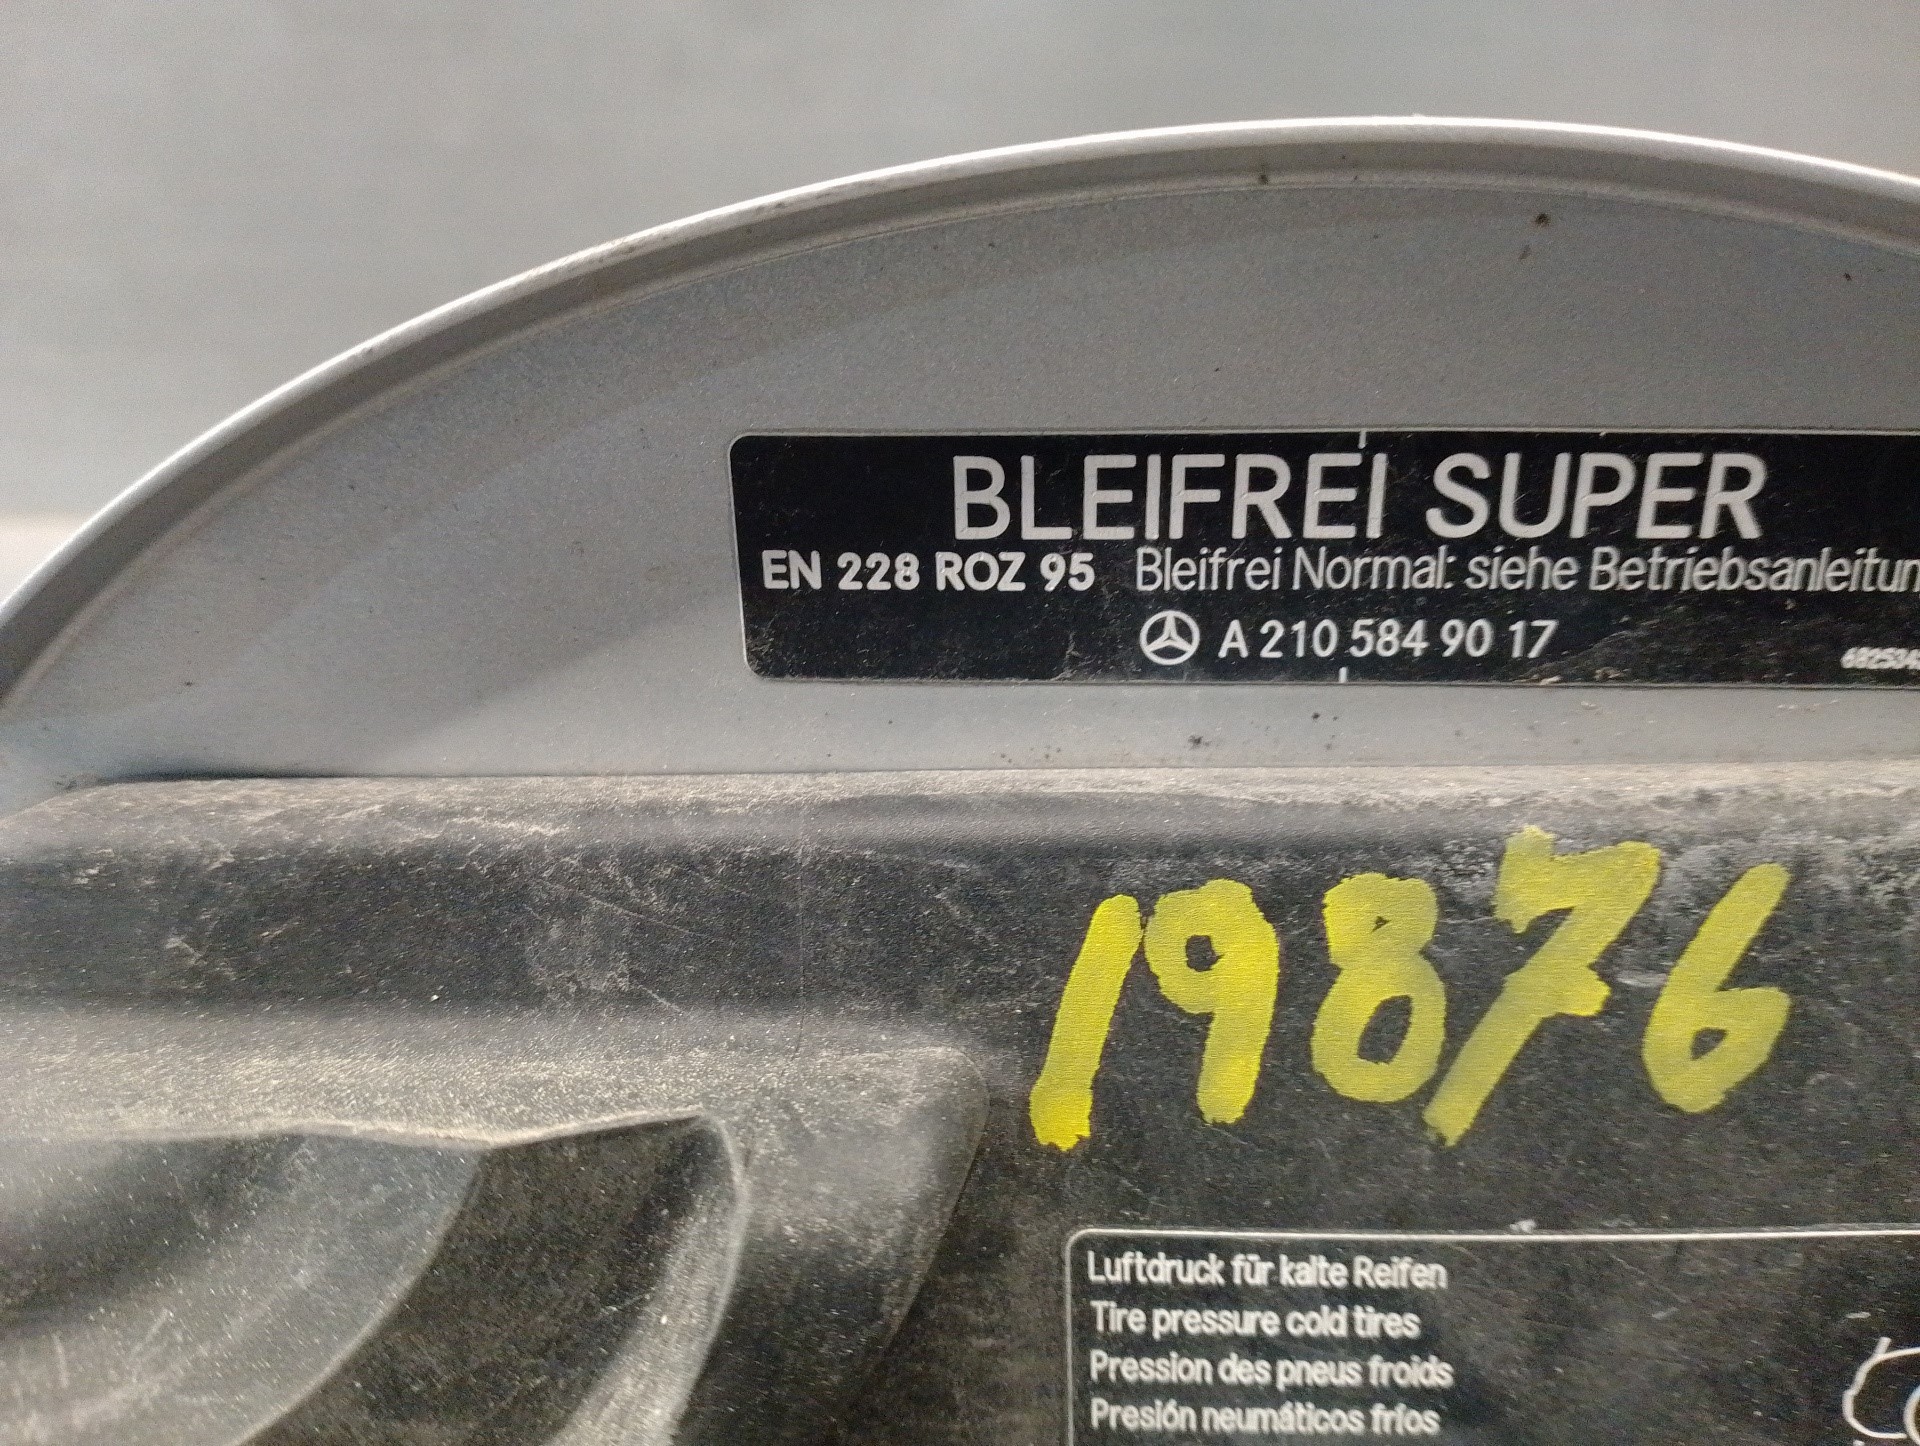 BLEIFREI SUPER
EN 228 ROZ 95 Bleifrei Normal: siehe
A 210 584 90 17
19876
Luftdruck für kalte Reifen
Tire pressure cold tires
Pression des pneus froids
Presión neumáticos fríos